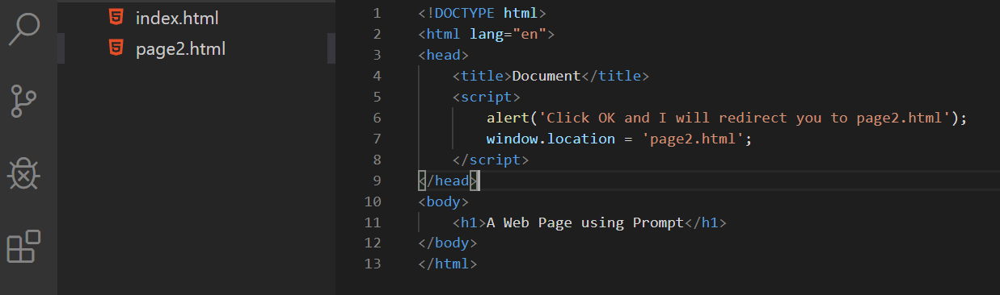 index.html
page2.html
1 <!DOCTYPE html>
2 <html lang="en">
3 <head>
4     <title>Document</title>
5     <script>
6         alert('Click OK and I will redirect you to page2.html');
7         window.location = 'page2.html';
8     </script>
9 </head>
10 <body>
11     <h1>A Web Page using Prompt</h1>
12 </body>
13 </html>